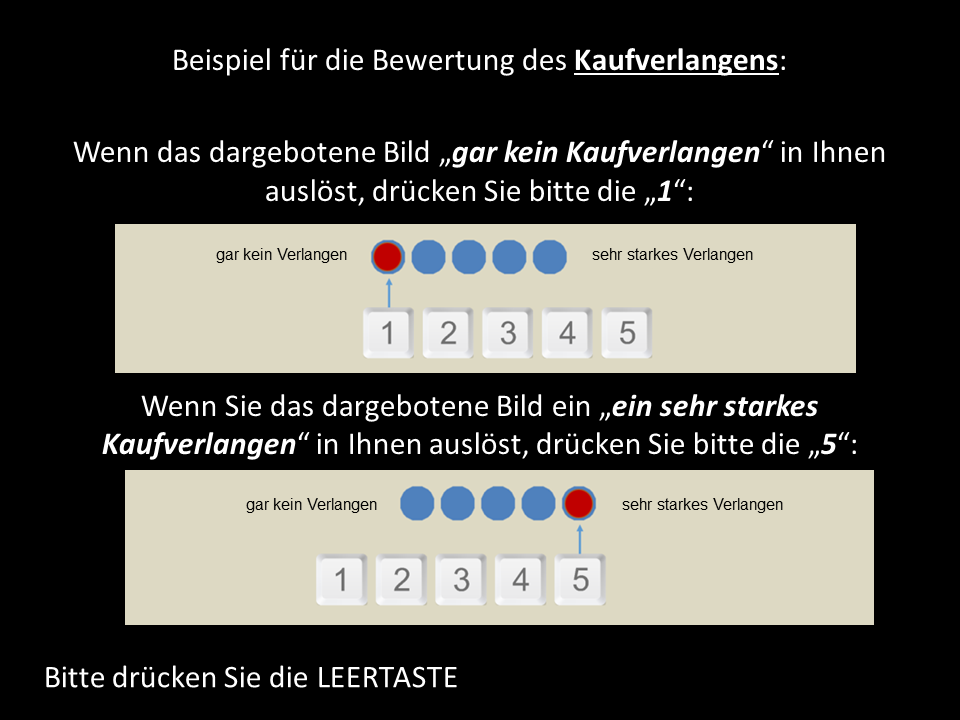 Beispiel für die Bewertung des Kaufverlangens:
Wenn das dargebotene Bild „gar kein Kaufverlangen“ in Ihnen
auslöst, drücken Sie bitte die „1“:
gar kein Verlangen sehr starkes Verlangen
1 2 3 4 5
Wenn Sie das dargebotene Bild ein „ein sehr starkes
Kaufverlangen“ in Ihnen auslöst, drücken Sie bitte die „5“:
gar kein Verlangen sehr starkes Verlangen
1 2 3 4 5
Bitte drücken Sie die LEERTASTE